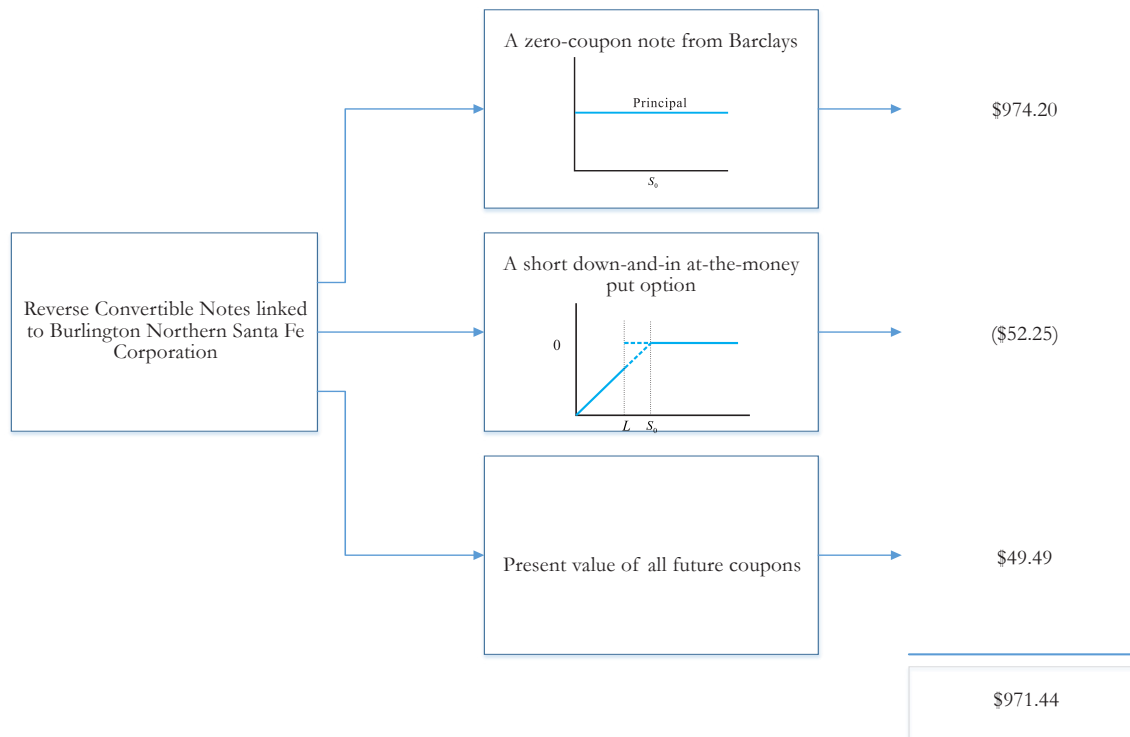 A zero-coupon note from Barclays
Principal
S₀
$974.20
Reverse Convertible Notes linked
to Burlington Northern Santa Fe
Corporation
A short down-and-in at-the-money
put option
0
L S₀
($52.25)
Present value of all future coupons
$49.49
$971.44